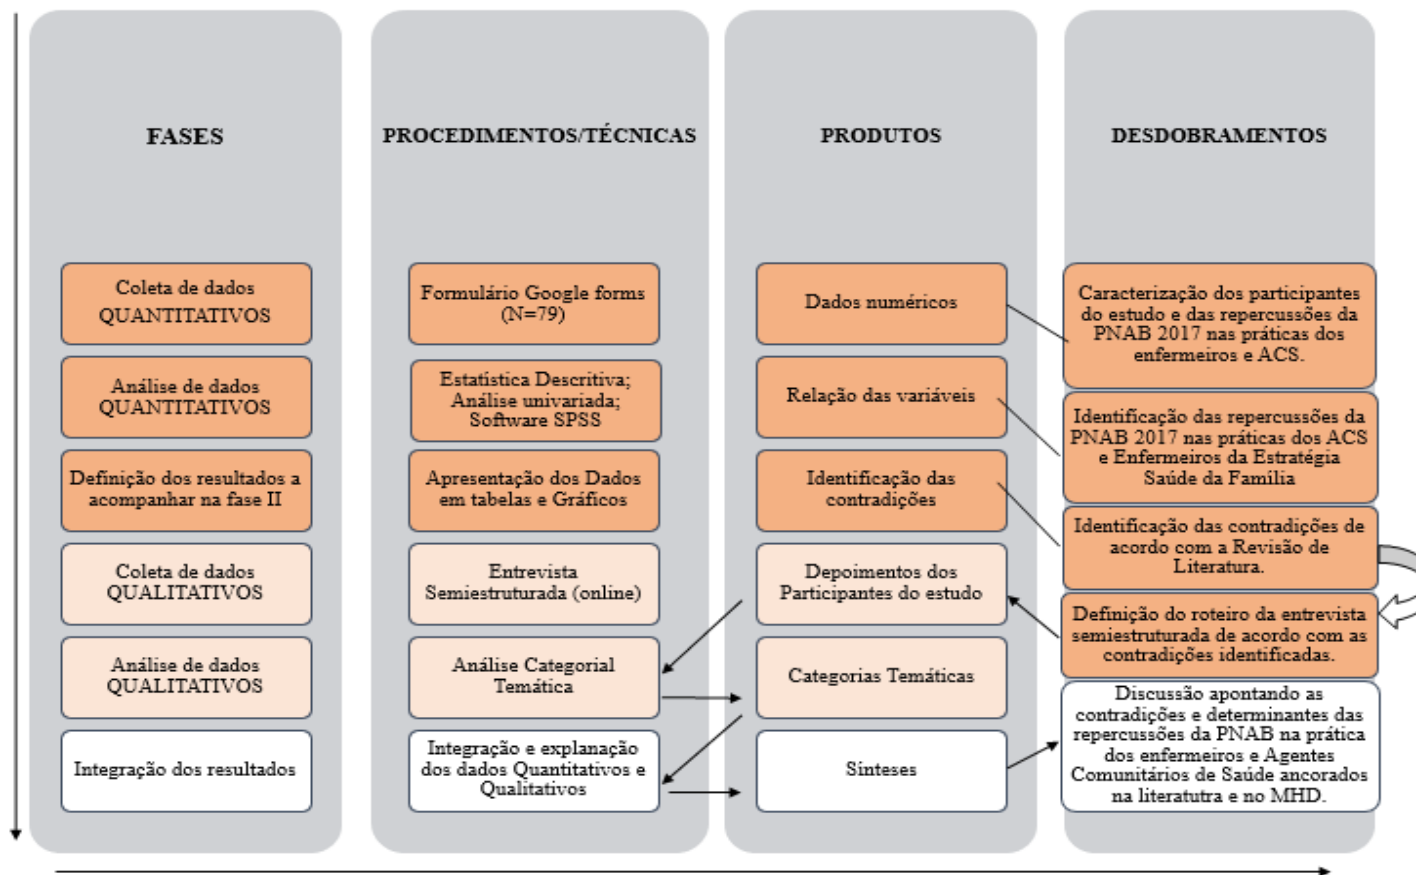 FASES
PROCEDIMENTOS/TÉCNICAS
PRODUTOS
DESDOBRAMENTOS
Coleta de dados
QUANTITATIVOS
Formulário Google forms
(N=79)
Dados numéricos
Caracterização dos participantes
do estudo e das repercussões da
PNAB 2017 nas práticas dos
enfermeiros e ACS.
Análise de dados
QUANTITATIVOS
Estatística Descritiva;
Análise univariada;
Software SPSS
Relação das variáveis
Identificação das repercussões da
PNAB 2017 nas práticas dos ACS
e Enfermeiros da Estratégia
Saúde da Família
Definição dos resultados a
acompanhar na fase II
Apresentação dos Dados
em tabelas e Gráficos
Identificação das
contradições
Identificação das contradições de
acordo com a Revisão de
Literatura.
Coleta de dados
QUALITATIVOS
Entrevista
Semiestruturada (online)
Depoimentos dos
Participantes do estudo
Definição do roteiro da entrevista
semiestruturada de acordo com as
contradições identificadas.
Análise de dados
QUALITATIVOS
Análise Categorial
Temática
Categorias Temáticas
Discussão apontando as
contradições e determinantes das
repercussões da PNAB na prática
dos enfermeiros e Agentes
Comunitários de Saúde ancorados
na literatutra e no MHD.
Integração dos resultados
Integração e explanação
dos dados Quantitativos e
Qualitativos
Sínteses